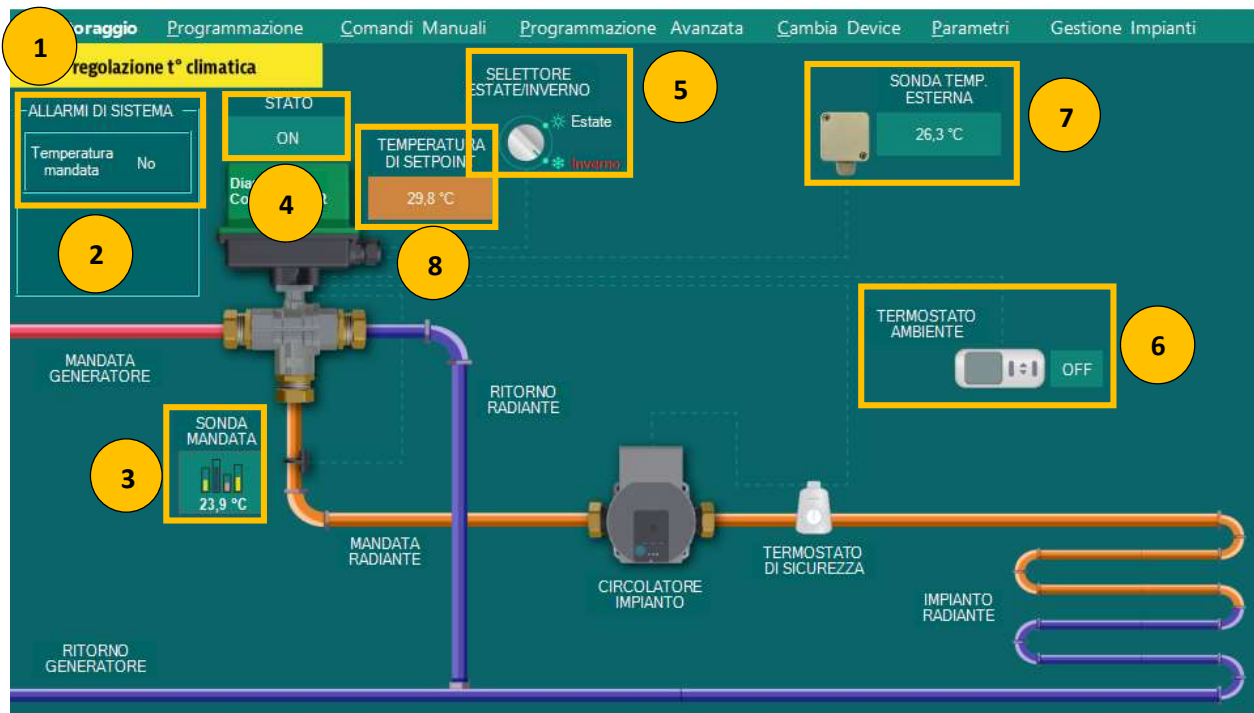 oraggio Programmazione Comandi Manuali Programmazione Avanzata Cambia Device Parametri Gestione Impianti
1
regolazione t° climatica
ALLARMI DI SISTEMA
Temperatura
mandata
No
2
STATO
ON
Dia
Co
4
TEMPERATURA
DI SETPOINT
29,8 °C
8
SELETTORE
ESTATE/INVERNO
Estate
Inverno
5
SONDA TEMP.
ESTERNA
26,3 °C
7
TERMOSTATO
AMBIENTE
OFF
6
MANDATA
GENERATORE
RITORNO
RADIANTE
SONDA
MANDATA
23,9 °C
3
MANDATA
RADIANTE
CIRCOLATORE
IMPIANTO
TERMOSTATO
DI SICUREZZA
IMPIANTO
RADIANTE
RITORNO
GENERATORE